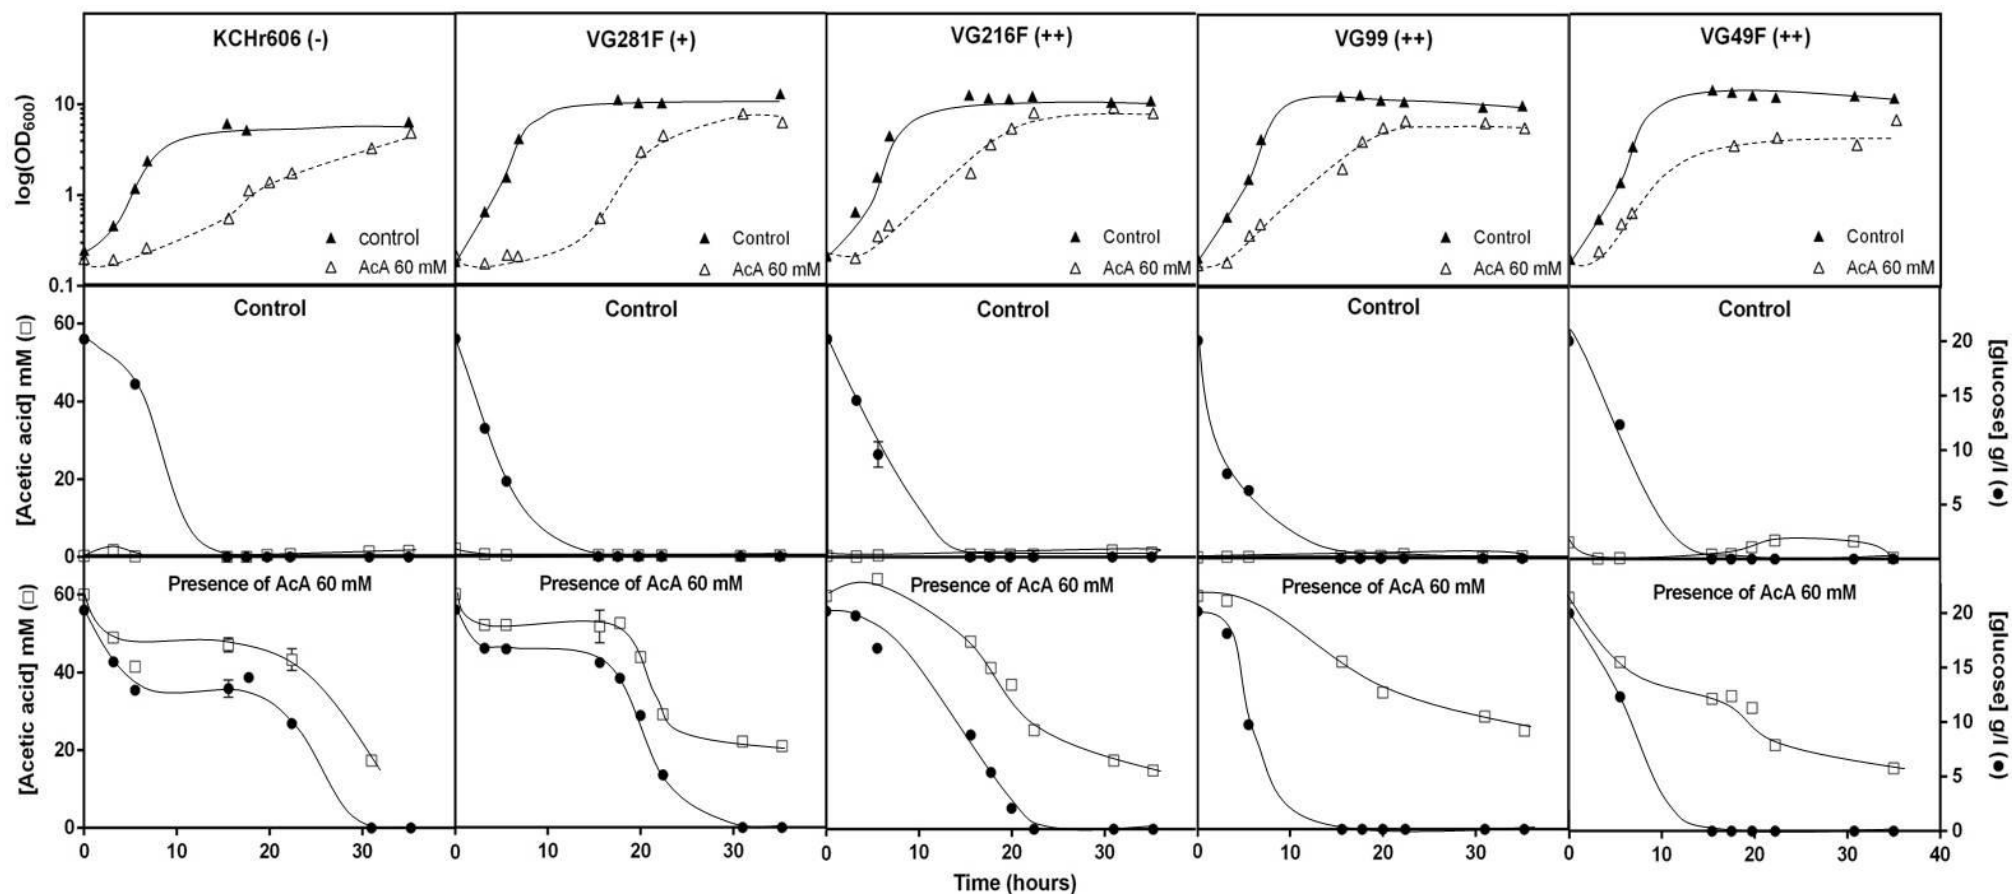 KCHr606 (-) VG281F (+) VG216F (++) VG99 (++) VG49F (++)
log(OD600)
10
1
0.1
▲ control
△ AcA 60 mM
▲ Control
△ AcA 60 mM
▲ Control
△ AcA 60 mM
▲ Control
△ AcA 60 mM
▲ Control
△ AcA 60 mM
Control Control Control Control Control
[Acetic acid] mM (□)
60
40
20
0
[glucose] g/l (●)
20
15
10
5
Presence of AcA 60 mM Presence of AcA 60 mM Presence of AcA 60 mM Presence of AcA 60 mM Presence of AcA 60 mM
[Acetic acid] mM (□)
60
40
20
0
[glucose] g/l (●)
20
15
10
5
0
0 10 20 30 0 10 20 30 0 10 20 30 0 10 20 30 0 10 20 30 40
Time (hours)